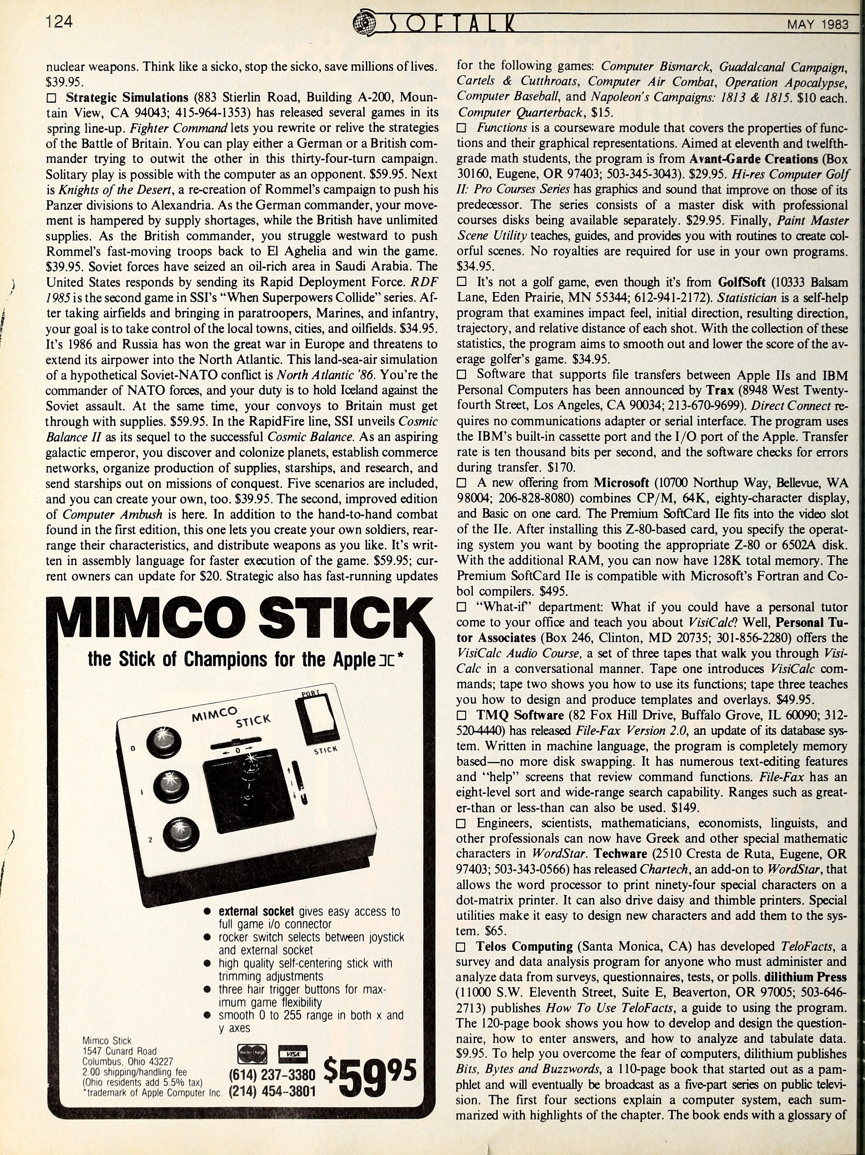 124
SOFTALK
MAY 1983
nuclear weapons. Think like a sicko, stop the sicko, save millions of lives.
$39.95.
□ Strategic Simulations (883 Stierlin Road, Building A-200, Moun-
tain View, CA 94043; 415-964-1353) has released several games in its
spring line-up. Fighter Command lets you rewrite or relive the strategies
of the Battle of Britain. You can play either a German or a British com-
mander trying to outwit the other in this thirty-four-turn campaign.
Solitary play is possible with the computer as an opponent. $59.95. Next
is Knights of the Desert, a re-creation of Rommel's campaign to push his
Panzer divisions to Alexandria. As the German commander, your move-
ment is hampered by supply shortages, while the British have unlimited
supplies. As the British commander, you struggle westward to push
Rommel's fast-moving troops back to El Aghelia and win the game.
$39.95. Soviet forces have seized an oil-rich area in Saudi Arabia. The
United States responds by sending its Rapid Deployment Force. RDF
1985 is the second game in SSI's "When Superpowers Collide" series. Af-
ter taking airfields and bringing in paratroopers, Marines, and infantry,
your goal is to take control of the local towns, cities, and oilfields. $34.95.
It's 1986 and Russia has won the great war in Europe and threatens to
extend its airpower into the North Atlantic. This land-sea-air simulation
of a hypothetical Soviet-NATO conflict is North Atlantic '86. You're the
commander of NATO forces, and your duty is to hold Iceland against the
Soviet assault. At the same time, your convoys to Britain must get
through with supplies. $59.95. In the RapidFire line, SSI unveils Cosmic
Balance II as its sequel to the successful Cosmic Balance. As an aspiring
galactic emperor, you discover and colonize planets, establish commerce
networks, organize production of supplies, starships, and research, and
send starships out on missions of conquest. Five scenarios are included,
and you can create your own, too. $39.95. The second, improved edition
of Computer Ambush is here. In addition to the hand-to-hand combat
found in the first edition, this one lets you create your own soldiers, rear-
range their characteristics, and distribute weapons as you like. It's writ-
ten in assembly language for faster execution of the game. $59.95; cur-
rent owners can update for $20. Strategic also has fast-running updates
MIMCO STICK
the Stick of Champions for the Apple ][*
MIMCO
STICK
PORT
STICK
0
1
2
0
● external socket gives easy access to
full game i/o connector
● rocker switch selects between joystick
and external socket
● high quality self-centering stick with
trimming adjustments
● three hair trigger buttons for max-
imum game flexibility
● smooth 0 to 255 range in both x and
y axes
Mimco Stick
1547 Cunard Road
Columbus, Ohio 43227
2.00 shipping/handling fee
(Ohio residents add 5.5% tax)
*trademark of Apple Computer Inc.
VISA
(614) 237-3380
(214) 454-3801
$59 95
for the following games: Computer Bismarck, Guadalcanal Campaign,
Cartels & Cutthroats, Computer Air Combat, Operation Apocalypse,
Computer Baseball, and Napoleon's Campaigns: 1813 & 1815. $10 each.
Computer Quarterback, $15.
□ Functions is a courseware module that covers the properties of func-
tions and their graphical representations. Aimed at eleventh and twelfth-
grade math students, the program is from Avant-Garde Creations (Box
30160, Eugene, OR 97403; 503-345-3043). $29.95. Hi-res Computer Golf
II: Pro Courses Series has graphics and sound that improve on those of its
predecessor. The series consists of a master disk with professional
courses disks being available separately. $29.95. Finally, Paint Master
Scene Utility teaches, guides, and provides you with routines to create col-
orful scenes. No royalties are required for use in your own programs.
$34.95.
□ It's not a golf game, even though it's from GolfSoft (10333 Balsam
Lane, Eden Prairie, MN 55344; 612-941-2172). Statistician is a self-help
program that examines impact feel, initial direction, resulting direction,
trajectory, and relative distance of each shot. With the collection of these
statistics, the program aims to smooth out and lower the score of the av-
erage golfer's game. $34.95.
□ Software that supports file transfers between Apple IIs and IBM
Personal Computers has been announced by Trax (8948 West Twenty-
fourth Street, Los Angeles, CA 90034; 213-670-9699). Direct Connect re-
quires no communications adapter or serial interface. The program uses
the IBM's built-in cassette port and the I/O port of the Apple. Transfer
rate is ten thousand bits per second, and the software checks for errors
during transfer. $170.
□ A new offering from Microsoft (10700 Northup Way, Bellevue, WA
98004; 206-828-8080) combines CP/M, 64K, eighty-character display,
and Basic on one card. The Premium SoftCard IIe fits into the video slot
of the IIe. After installing this Z-80-based card, you specify the operat-
ing system you want by booting the appropriate Z-80 or 6502A disk.
With the additional RAM, you can now have 128K total memory. The
Premium SoftCard IIe is compatible with Microsoft's Fortran and Co-
bol compilers. $495.
□ "What-if" department: What if you could have a personal tutor
come to your office and teach you about VisiCalc? Well, Personal Tu-
tor Associates (Box 246, Clinton, MD 20735; 301-856-2280) offers the
VisiCalc Audio Course, a set of three tapes that walk you through Visi-
Calc in a conversational manner. Tape one introduces VisiCalc com-
mands; tape two shows you how to use its functions; tape three teaches
you how to design and produce templates and overlays. $49.95.
□ TMQ Software (82 Fox Hill Drive, Buffalo Grove, IL 60090; 312-
520-4440) has released File-Fax Version 2.0, an update of its database sys-
tem. Written in machine language, the program is completely memory
based—no more disk swapping. It has numerous text-editing features
and "help" screens that review command functions. File-Fax has an
eight-level sort and wide-range search capability. Ranges such as great-
er-than or less-than can also be used. $149.
□ Engineers, scientists, mathematicians, economists, linguists, and
other professionals can now have Greek and other special mathematic
characters in WordStar. Techware (2510 Cresta de Ruta, Eugene, OR
97403; 503-343-0566) has released Chartech, an add-on to WordStar, that
allows the word processor to print ninety-four special characters on a
dot-matrix printer. It can also drive daisy and thimble printers. Special
utilities make it easy to design new characters and add them to the sys-
tem. $65.
□ Telos Computing (Santa Monica, CA) has developed TeloFacts, a
survey and data analysis program for anyone who must administer and
analyze data from surveys, questionnaires, tests, or polls. dilithium Press
(11000 S.W. Eleventh Street, Suite E, Beaverton, OR 97005; 503-646-
2713) publishes How To Use TeloFacts, a guide to using the program.
The 120-page book shows you how to develop and design the question-
naire, how to enter answers, and how to analyze and tabulate data.
$9.95. To help you overcome the fear of computers, dilithium publishes
Bits, Bytes and Buzzwords, a 110-page book that started out as a pam-
phlet and will eventually be broadcast as a five-part series on public televi-
sion. The first four sections explain a computer system, each sum-
marized with highlights of the chapter. The book ends with a glossary of